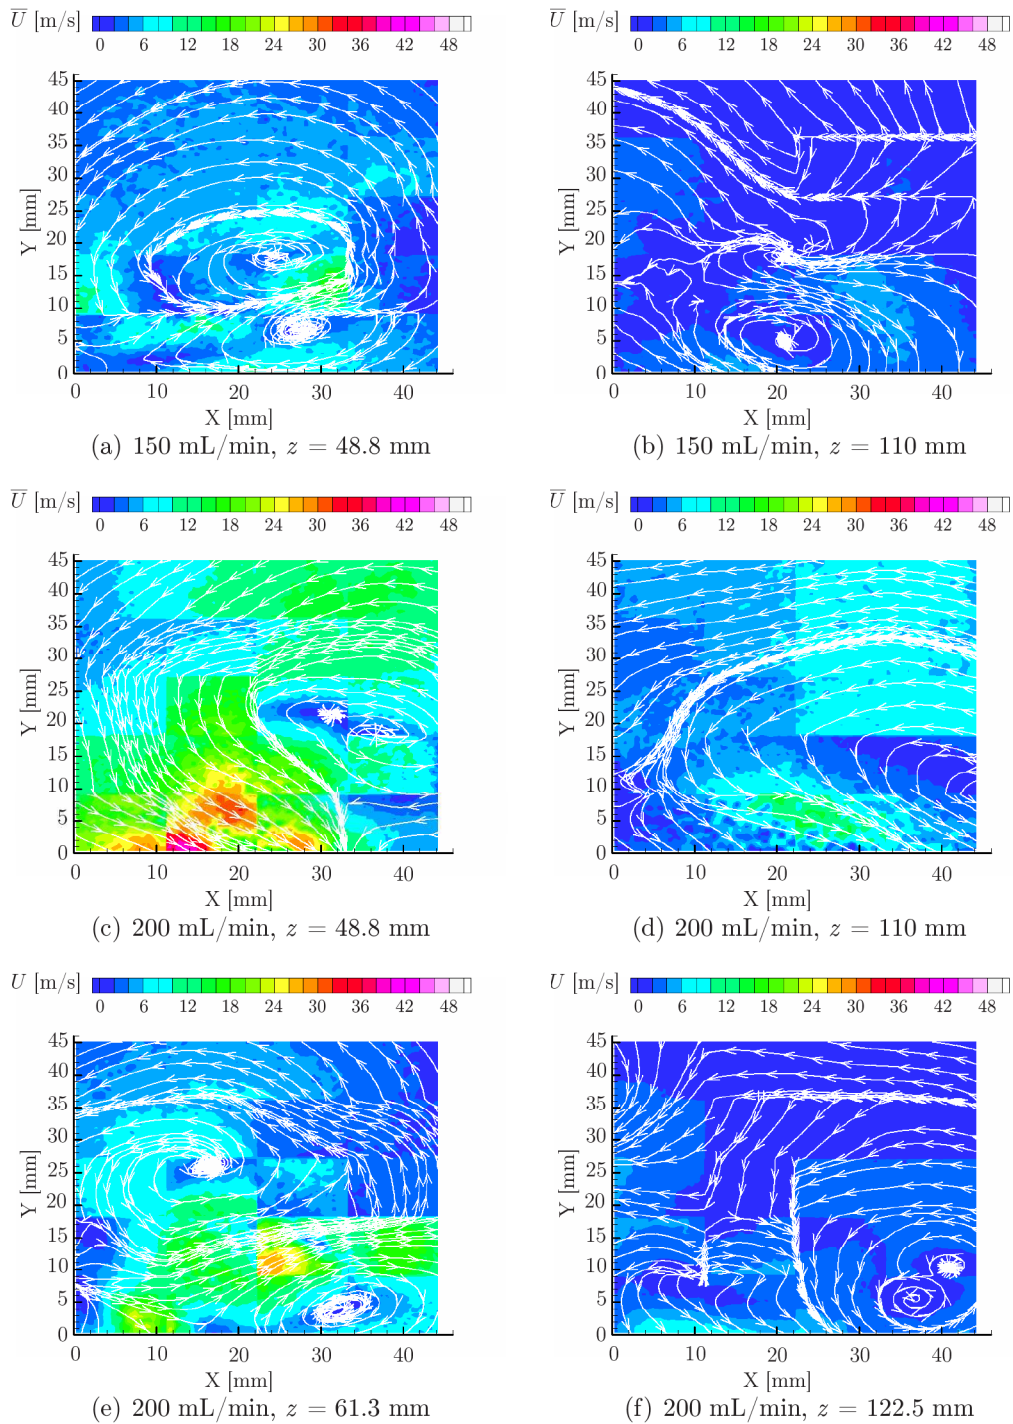 U̅ [m/s]
0 6 12 18 24 30 36 42 48
U̅ [m/s]
0 6 12 18 24 30 36 42 48
45
40
35
30
25
20
15
10
5
0
Y [mm]
0 10 20 30 40
X [mm]
45
40
35
30
25
20
15
10
5
0
Y [mm]
0 10 20 30 40
X [mm]
(a) 150 mL/min, z = 48.8 mm
(b) 150 mL/min, z = 110 mm
U̅ [m/s]
0 6 12 18 24 30 36 42 48
U̅ [m/s]
0 6 12 18 24 30 36 42 48
45
40
35
30
25
20
15
10
5
0
Y [mm]
0 10 20 30 40
X [mm]
45
40
35
30
25
20
15
10
5
0
Y [mm]
0 10 20 30 40
X [mm]
(c) 200 mL/min, z = 48.8 mm
(d) 200 mL/min, z = 110 mm
U [m/s]
0 6 12 18 24 30 36 42 48
U [m/s]
0 6 12 18 24 30 36 42 48
45
40
35
30
25
20
15
10
5
0
Y [mm]
0 10 20 30 40
X [mm]
45
40
35
30
25
20
15
10
5
0
Y [mm]
0 10 20 30 40
X [mm]
(e) 200 mL/min, z = 61.3 mm
(f) 200 mL/min, z = 122.5 mm